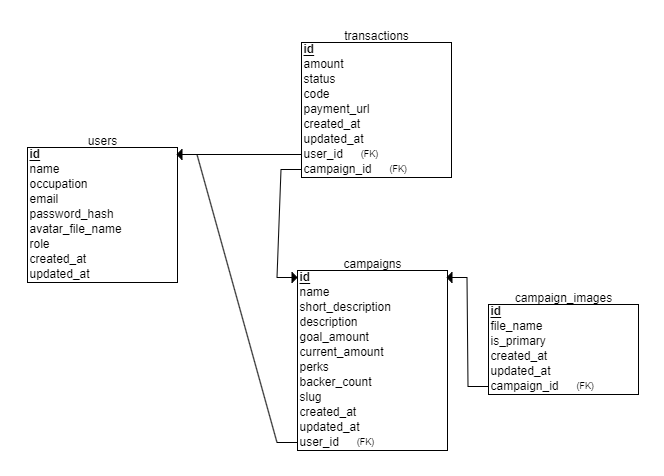 transactions
id
amount
status
code
payment_url
created_at
updated_at
user_id (FK)
campaign_id (FK)
users
id
name
occupation
email
password_hash
avatar_file_name
role
created_at
updated_at
campaigns
id
name
short_description
description
goal_amount
current_amount
perks
backer_count
slug
created_at
updated_at
user_id (FK)
campaign_images
id
file_name
is_primary
created_at
updated_at
campaign_id (FK)